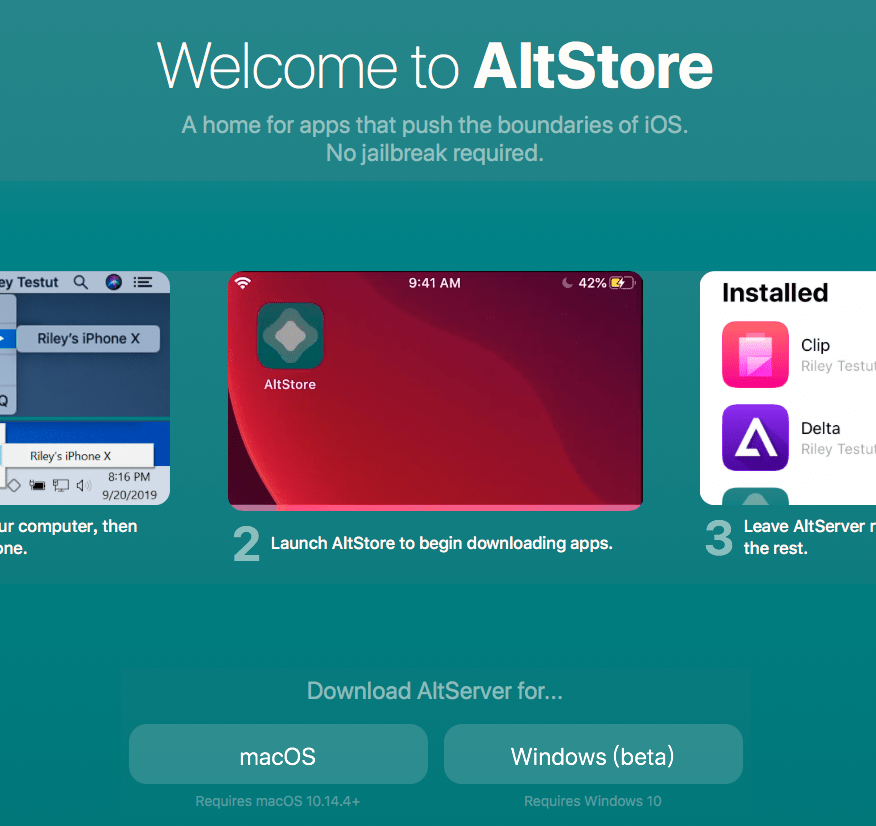 Welcome to AltStore
A home for apps that push the boundaries of iOS.
No jailbreak required.
ey Testut
Riley's iPhone X
Q
Riley's iPhone X
8:16 PM
9/20/2019
ur computer, then
one.
9:41 AM
42%
AltStore
2
Launch AltStore to begin downloading apps.
Installed
Clip
Riley Testut
Delta
Riley Testut
3
Leave AltServer r
the rest.
Download AltServer for...
macOS
Windows (beta)
Requires macOS 10.14.4+
Requires Windows 10